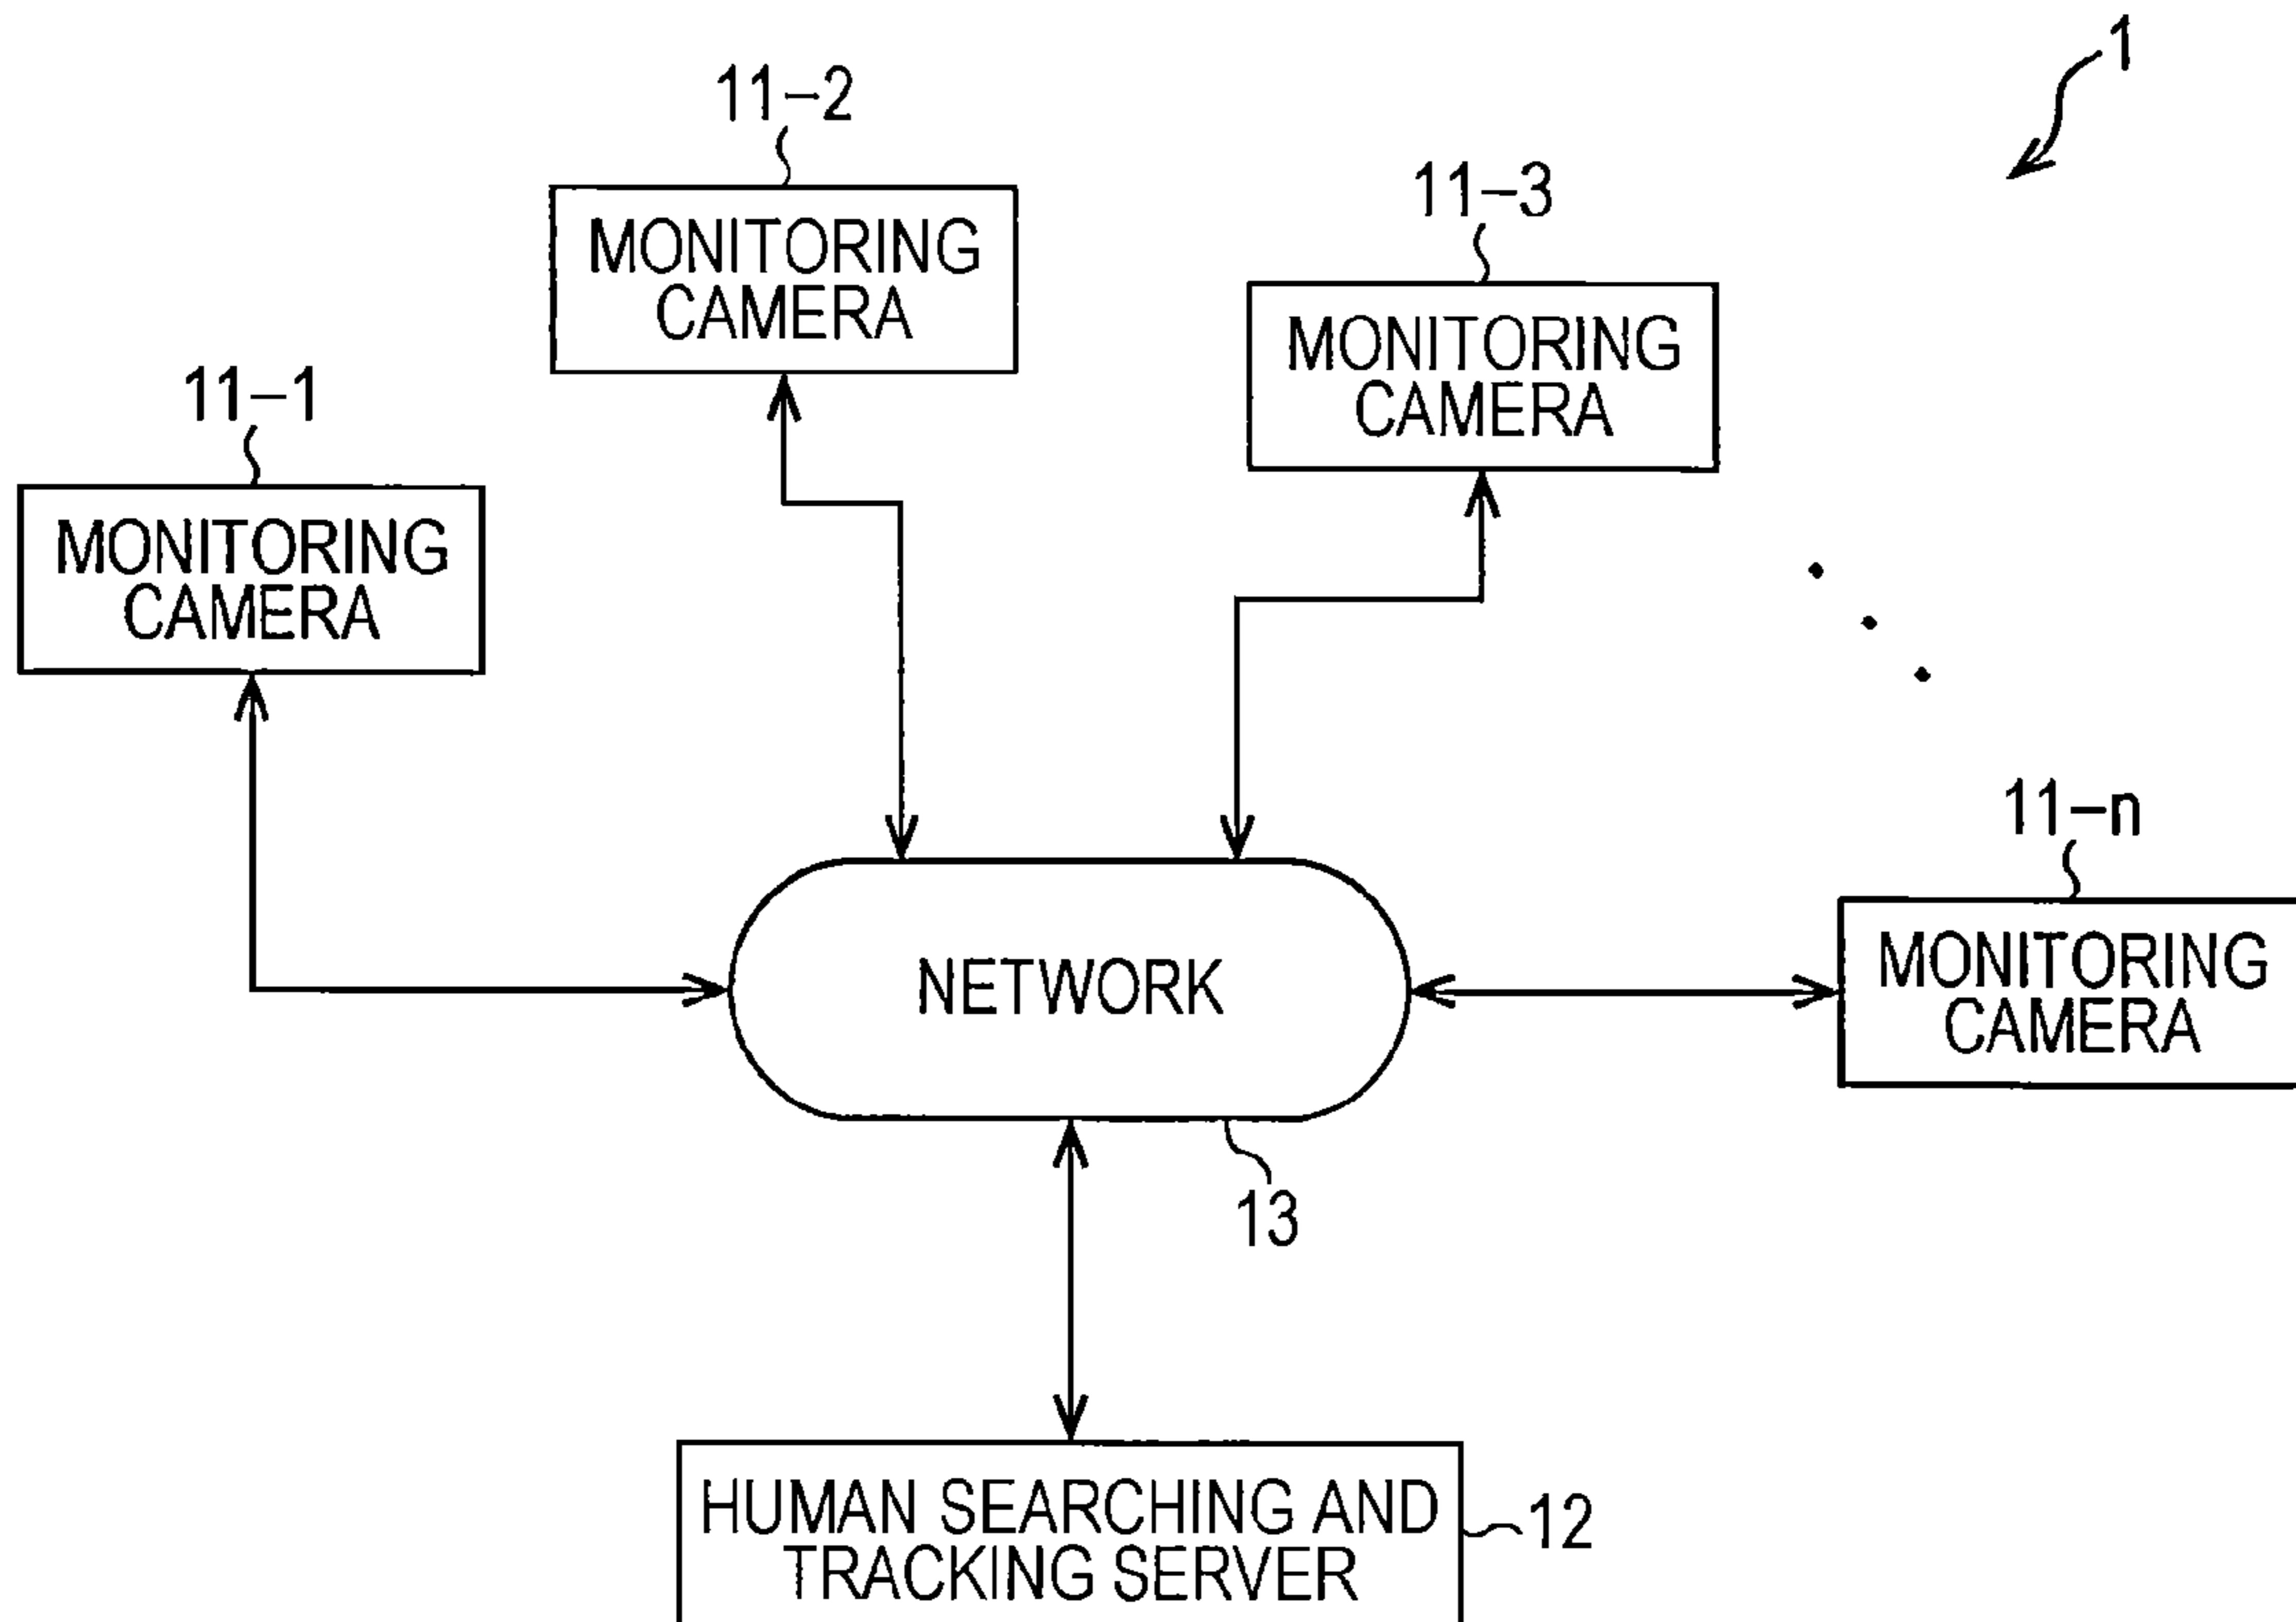 1
11-2
MONITORING
CAMERA
11-3
MONITORING
CAMERA
11-1
MONITORING
CAMERA
11-n
MONITORING
CAMERA
NETWORK
13
HUMAN SEARCHING AND
TRACKING SERVER
12